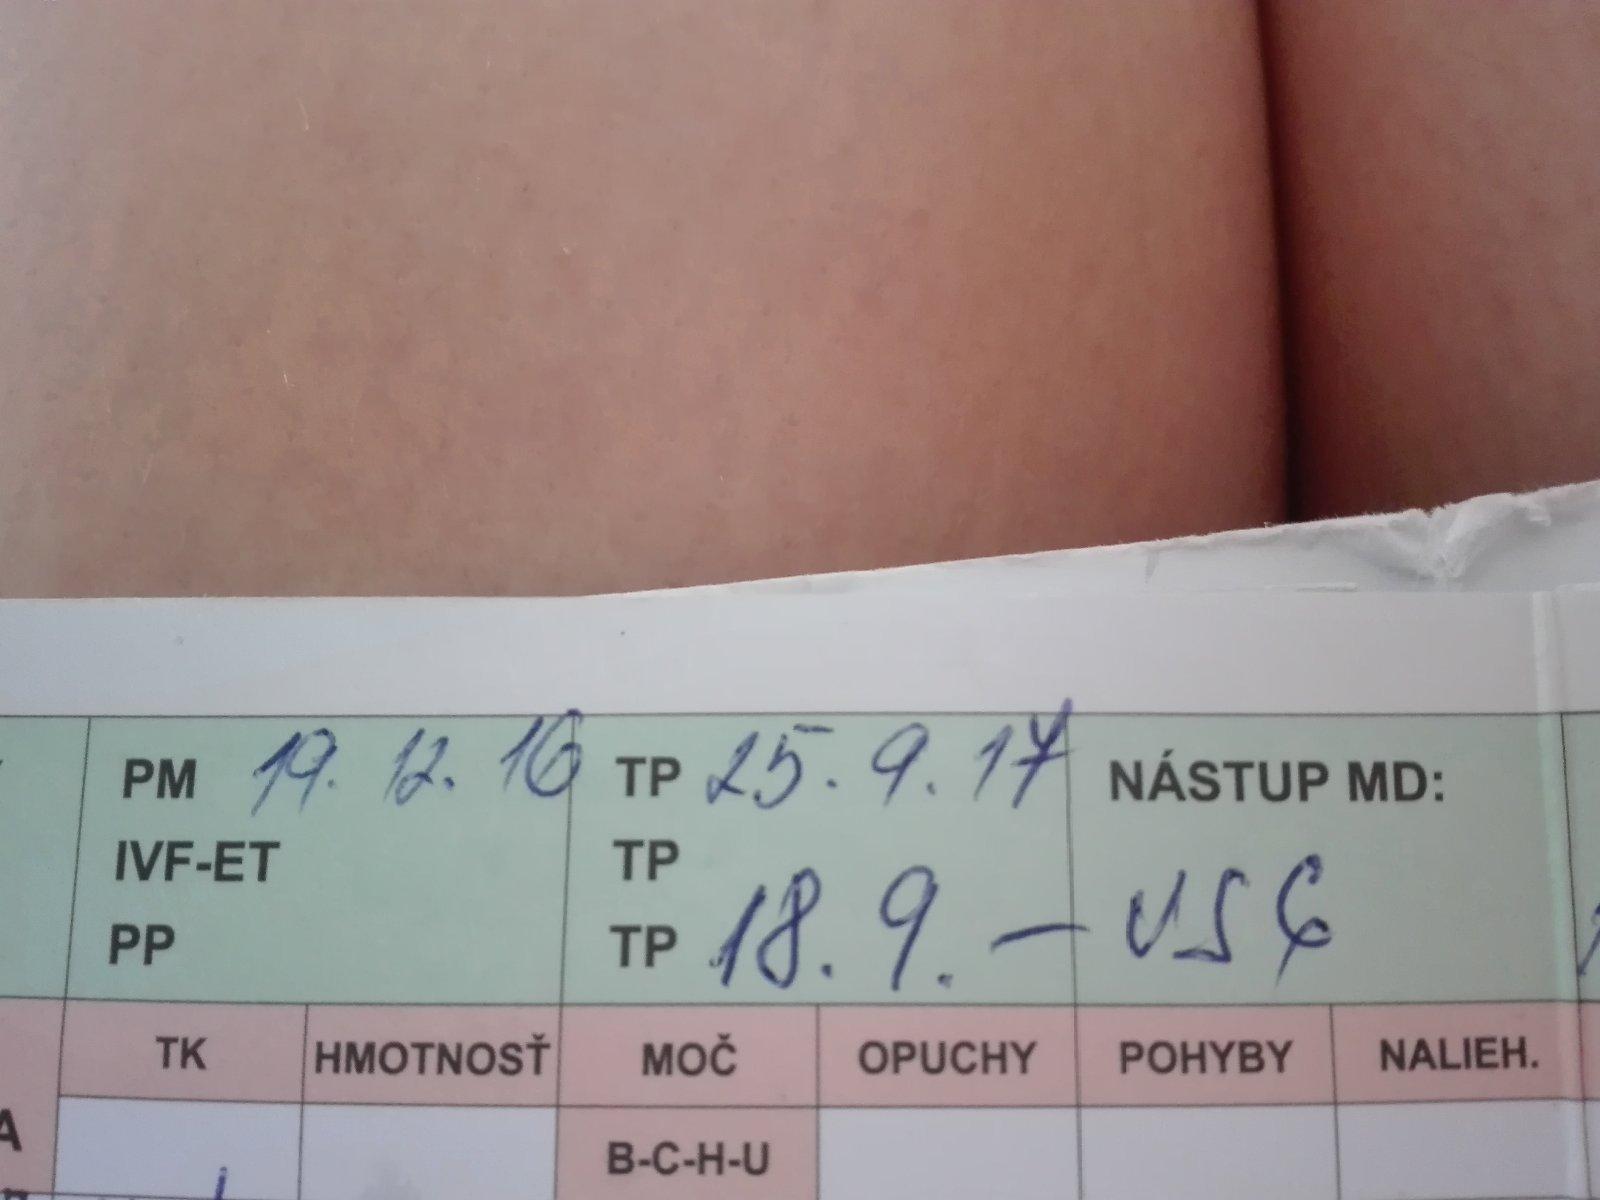 PM 19. 12. 16 TP 25. 9. 17 NÁSTUP MD:
IVF-ET TP
PP TP 18. 9. – USG
TK HMOTNOSŤ MOČ OPUCHY POHYBY NALIEH.
A B-C-H-U